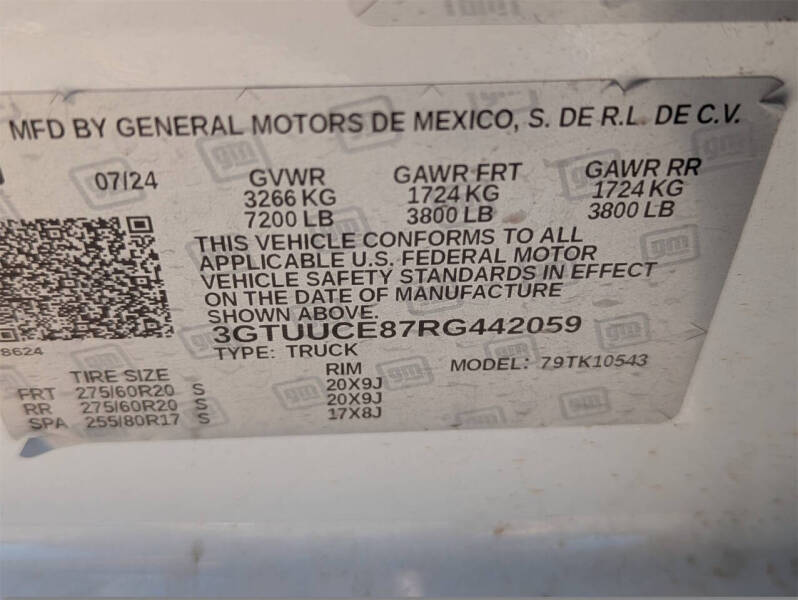 MFD BY GENERAL MOTORS DE MEXICO, S. DE R.L. DE C.V.
07/24 GVWR GAWR FRT GAWR RR
3266 KG 1724 KG 1724 KG
7200 LB 3800 LB 3800 LB
THIS VEHICLE CONFORMS TO ALL
APPLICABLE U.S. FEDERAL MOTOR
VEHICLE SAFETY STANDARDS IN EFFECT
ON THE DATE OF MANUFACTURE
SHOWN ABOVE.
3GTUUCE87RG442059
8624
TYPE: TRUCK MODEL: 79TK10543
TIRE SIZE RIM
FRT 275/60R20 S 20X9J
RR 275/60R20 S 20X9J
SPA 255/80R17 S 17X8J